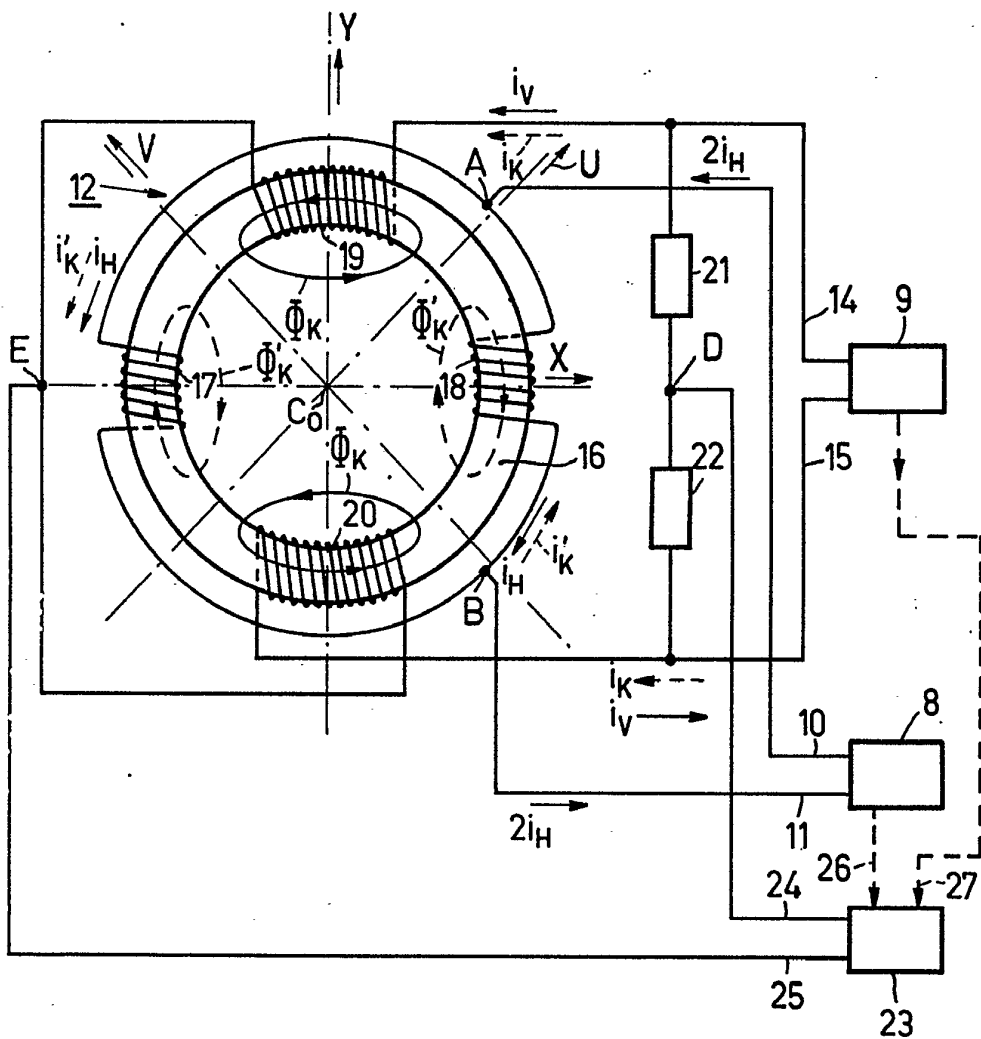 Y
i_V
i_K
U
2i_H
V
A
12
i'_K
i_H
19
21
14
9
Φ_K
Φ'_K
E
Φ'_K
17
18
X
D
C_0
Φ_K
16
22
15
20
i_H
i'_K
B
i_K
i_V
10
8
2i_H
11
26
27
24
25
23